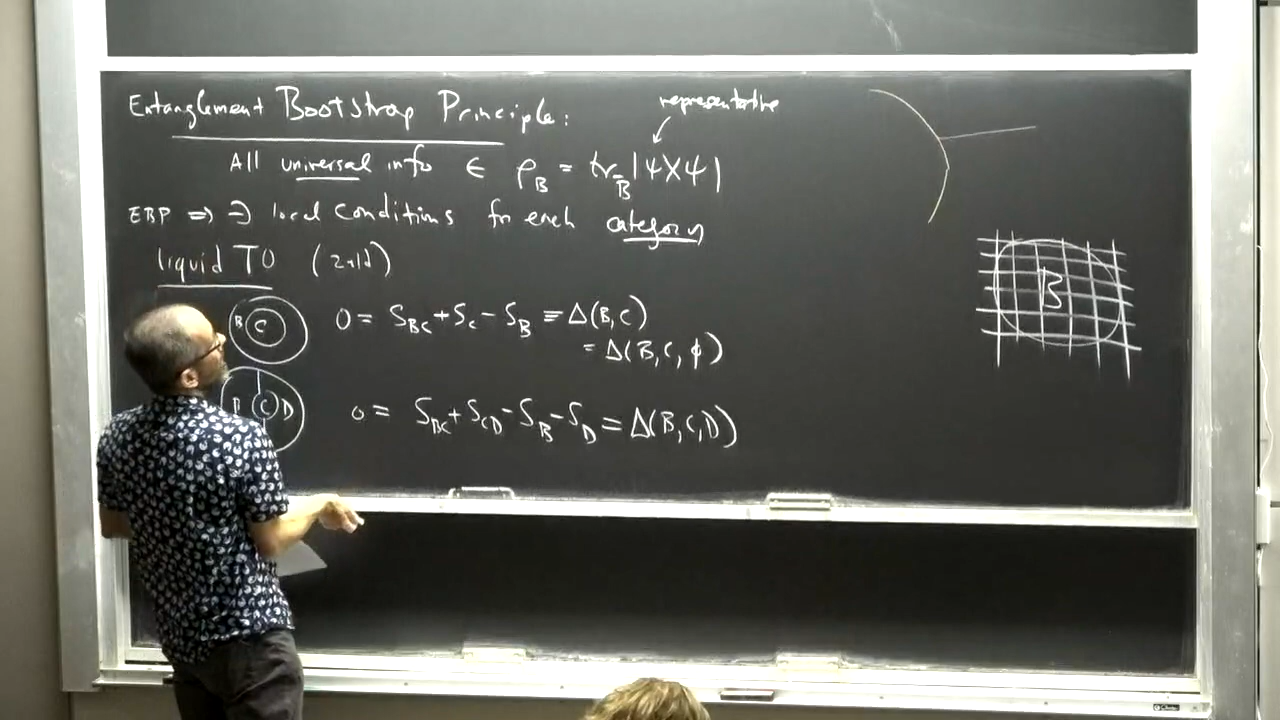 Entanglement Bootstrap Principle:
representative
All universal info ∈ ρ_B = tr_B̄ |ψ⟩⟨ψ|
EBP ⇒ ∃ local conditions for each category
liquid TO (2+1d)
B C
0 = S_BC + S_C - S_B ≡ Δ(B,C)
= Δ(B,C,φ)
B C D
0 = S_BC + S_CD - S_B - S_D = Δ(B,C,D)
B